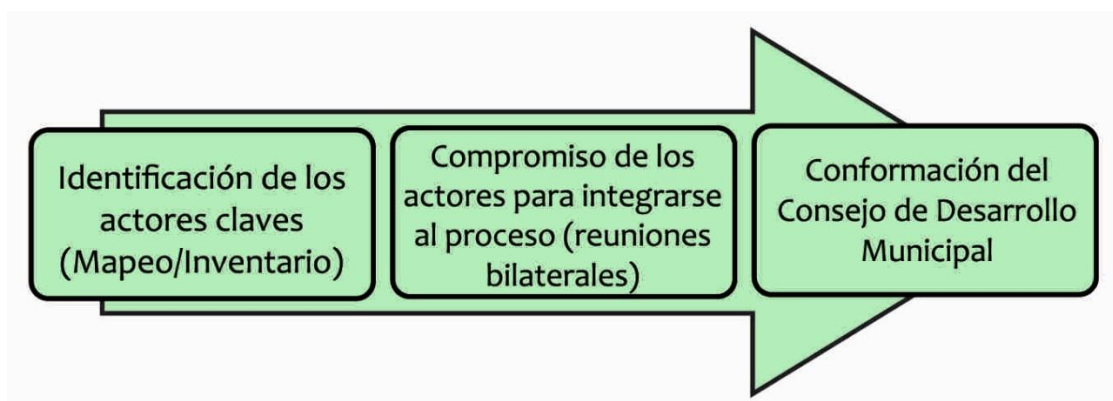 Identificación de los
actores claves
(Mapeo/Inventario)
Compromiso de los
actores para integrarse
al proceso (reuniones
bilaterales)
Conformación del
Consejo de Desarrollo
Municipal